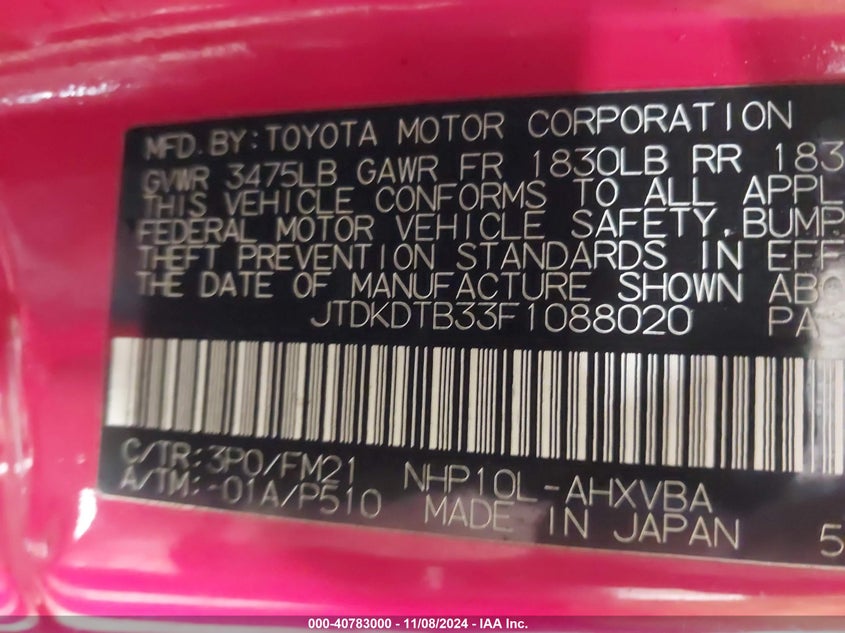 MFD.BY:TOYOTA MOTOR CORPORATION
GVWR 3475LB GAWR FR 1830LB RR 183
THIS VEHICLE CONFORMS TO ALL APPL
FEDERAL MOTOR VEHICLE SAFETY,BUMP
THEFT PREVENTION STANDARDS IN EFF
THE DATE OF MANUFACTURE SHOWN ABO
JTDKDTB33F1088020 PAS
C/TR:3P0/FM21 NHP10L-AHXVBA
A/TM:-01A/P510 MADE IN JAPAN 5
000-40783000 - 11/08/2024 - IAA Inc.